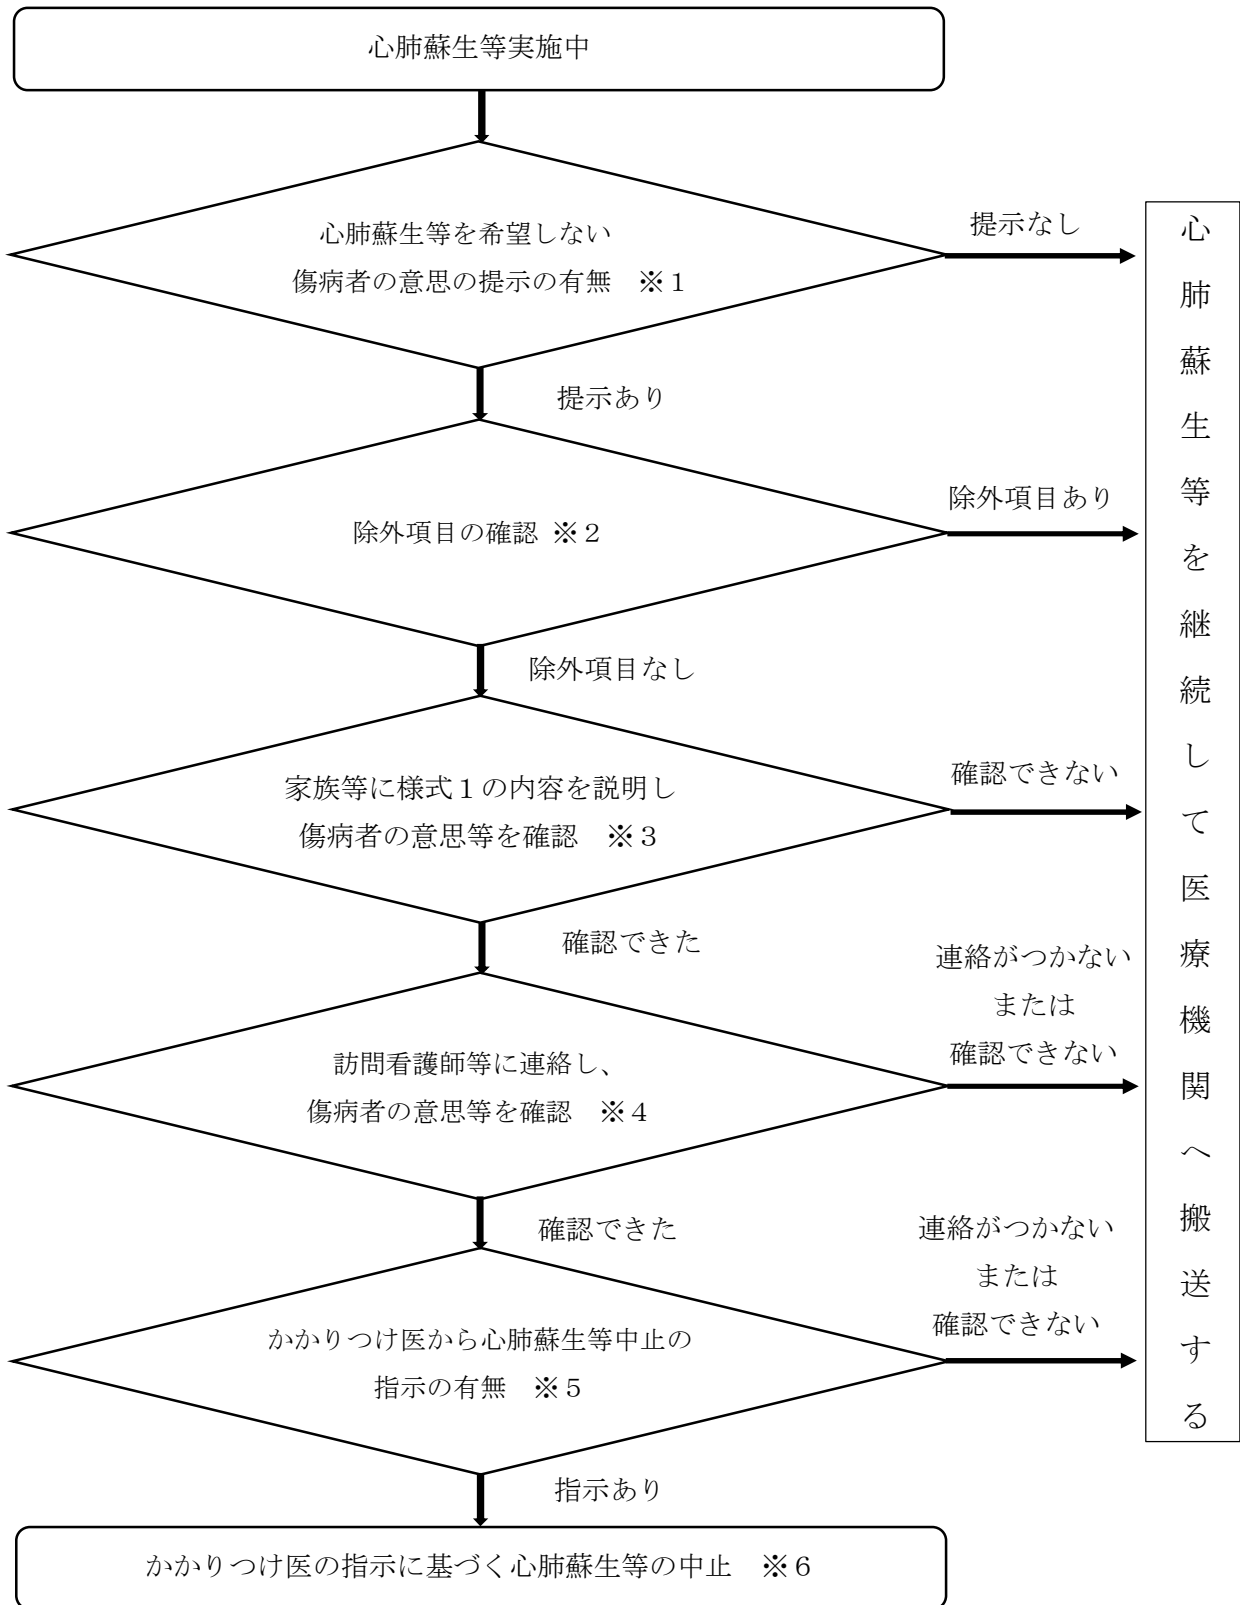 心肺蘇生等実施中
心肺蘇生等を希望しない
傷病者の意思の提示の有無　※１
提示なし
提示あり
除外項目の確認 ※２
除外項目あり
除外項目なし
家族等に様式１の内容を説明し
傷病者の意思等を確認　※３
確認できない
確認できた
訪問看護師等に連絡し、
傷病者の意思等を確認　※４
連絡がつかない
または
確認できない
確認できた
かかりつけ医から心肺蘇生等中止の
指示の有無　※５
連絡がつかない
または
確認できない
指示あり
かかりつけ医の指示に基づく心肺蘇生等の中止　※６
心肺蘇生等を継続して医療機関へ搬送する